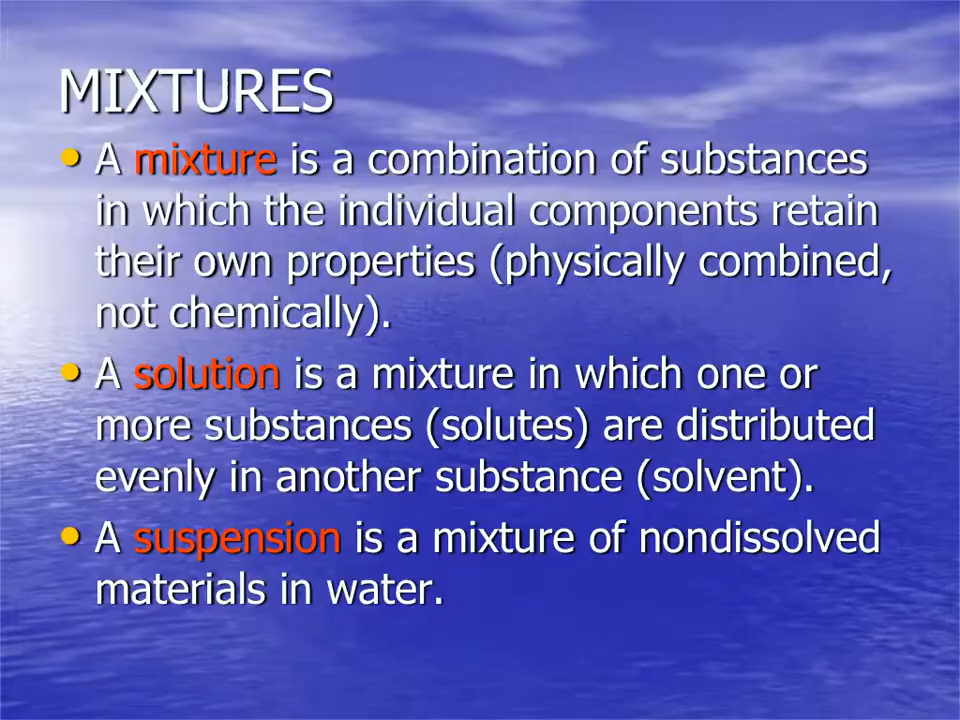 MIXTURES
• A mixture is a combination of substances
in which the individual components retain
their own properties (physically combined,
not chemically).
• A solution is a mixture in which one or
more substances (solutes) are distributed
evenly in another substance (solvent).
• A suspension is a mixture of nondissolved
materials in water.